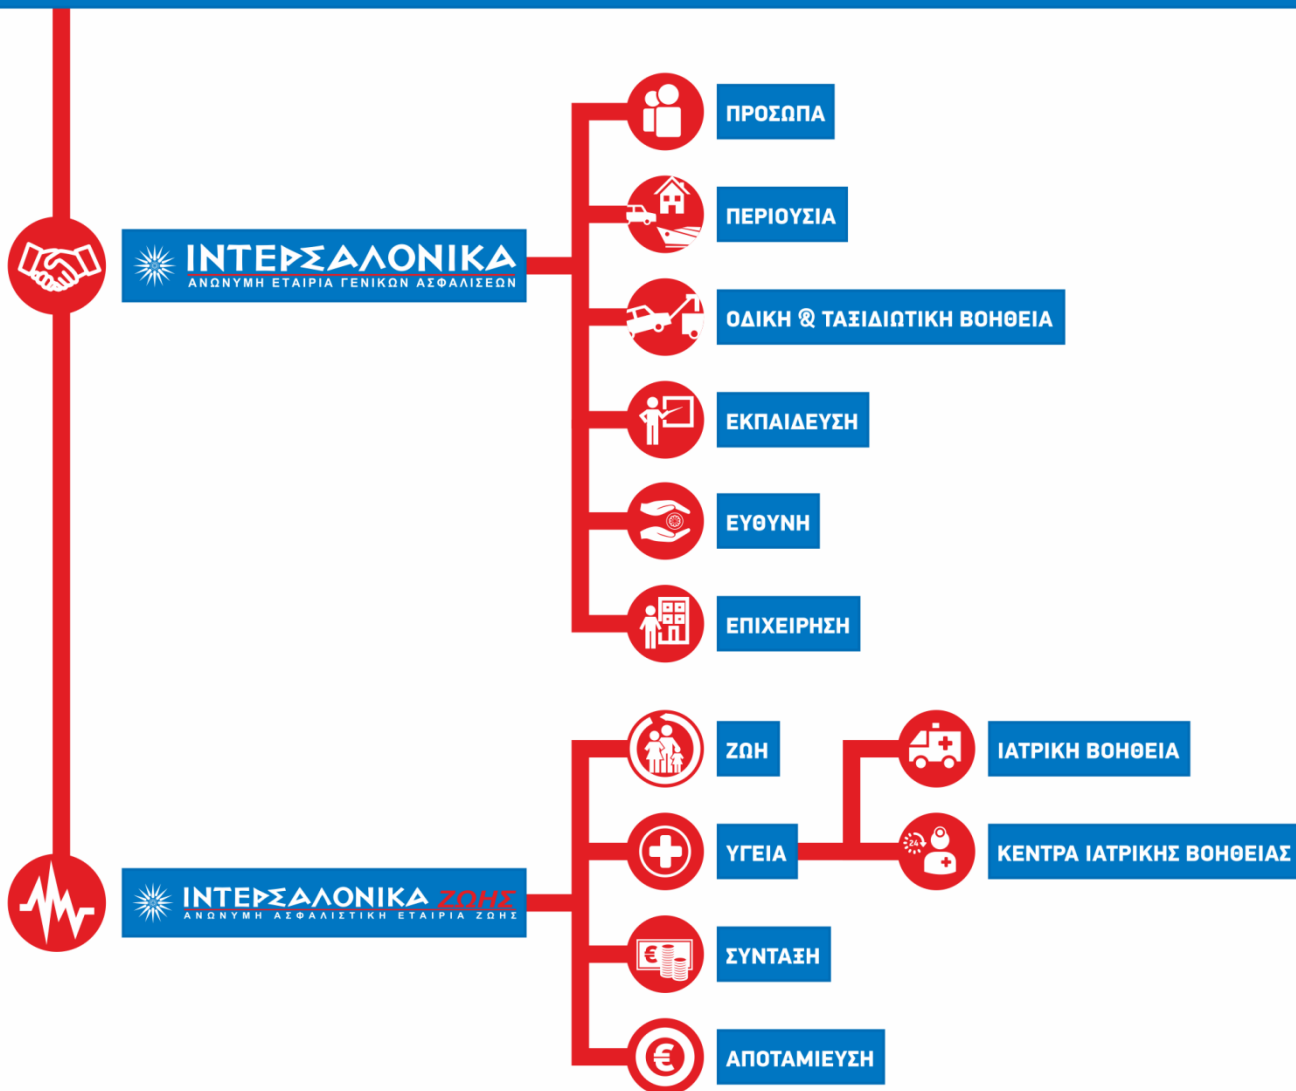 ΠΡΟΣΩΠΑ
ΠΕΡΙΟΥΣΙΑ
ΙΝΤΕΡΣΑΛΟΝΙΚΑ
ΑΝΩΝΥΜΗ ΕΤΑΙΡΙΑ ΓΕΝΙΚΩΝ ΑΣΦΑΛΙΣΕΩΝ
ΟΔΙΚΗ & ΤΑΞΙΔΙΩΤΙΚΗ ΒΟΗΘΕΙΑ
ΕΚΠΑΙΔΕΥΣΗ
ΕΥΘΥΝΗ
ΕΠΙΧΕΙΡΗΣΗ
ΖΩΗ
ΙΑΤΡΙΚΗ ΒΟΗΘΕΙΑ
ΥΓΕΙΑ
24
ΚΕΝΤΡΑ ΙΑΤΡΙΚΗΣ ΒΟΗΘΕΙΑΣ
ΙΝΤΕΡΣΑΛΟΝΙΚΑ ΖΩΗΣ
ΑΝΩΝΥΜΗ ΑΣΦΑΛΙΣΤΙΚΗ ΕΤΑΙΡΙΑ ΖΩΗΣ
€
ΣΥΝΤΑΞΗ
€
ΑΠΟΤΑΜΙΕΥΣΗ